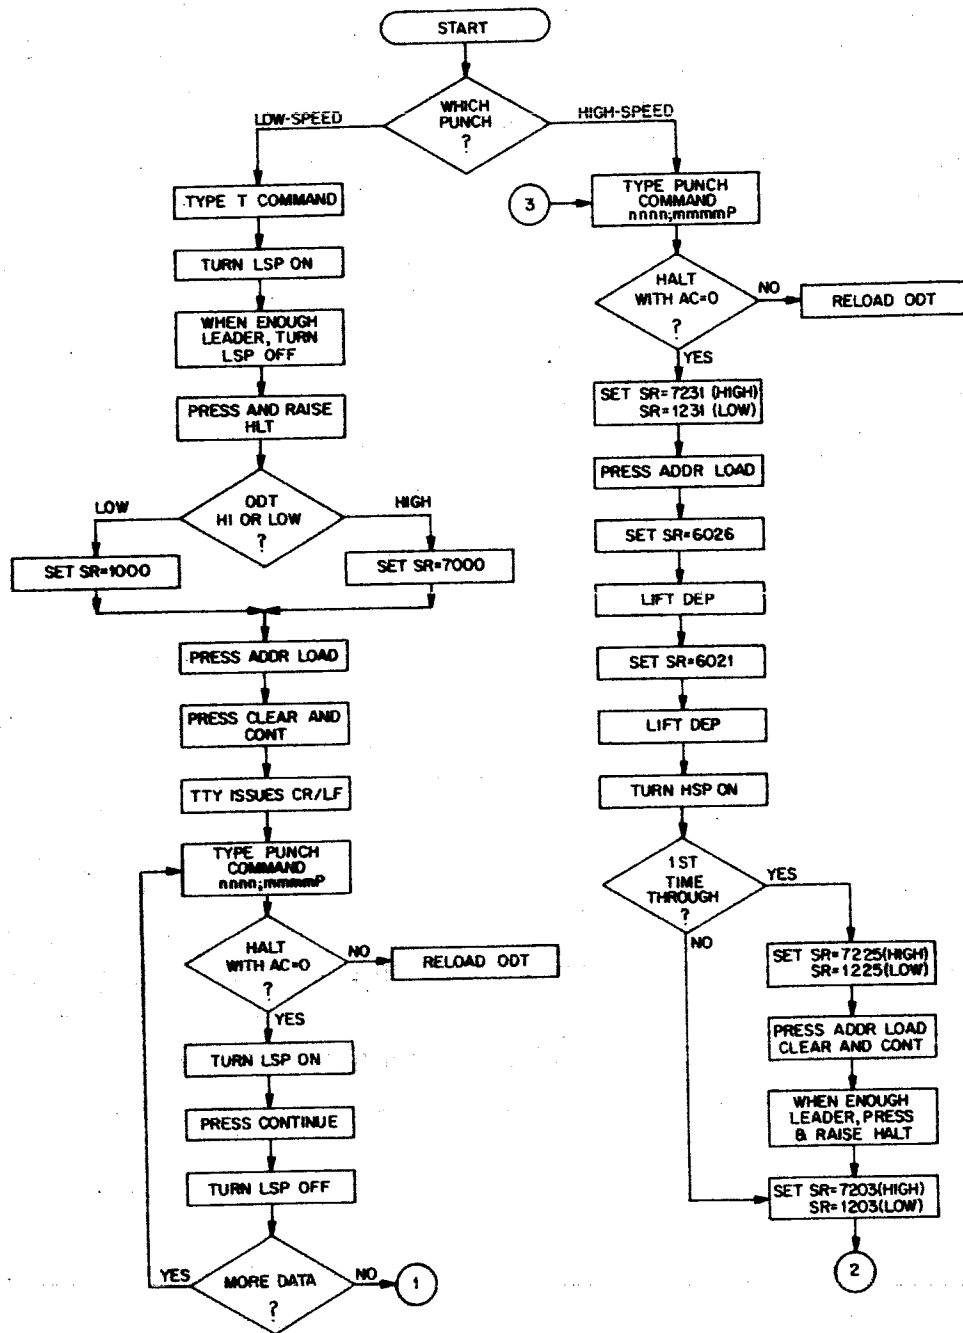 START
WHICH
PUNCH
?
LOW-SPEED
HIGH-SPEED
TYPE T COMMAND
TURN LSP ON
WHEN ENOUGH
LEADER, TURN
LSP OFF
PRESS AND RAISE
HLT
ODT
HI OR LOW
?
LOW
HIGH
SET SR=1000
SET SR=7000
PRESS ADDR LOAD
PRESS CLEAR AND
CONT
TTY ISSUES CR/LF
TYPE PUNCH
COMMAND
nnnn;mmmmP
HALT
WITH AC=0
?
NO
RELOAD ODT
YES
TURN LSP ON
PRESS CONTINUE
TURN LSP OFF
MORE DATA
?
YES
NO
1
3
TYPE PUNCH
COMMAND
nnnn;mmmmP
HALT
WITH AC=0
?
NO
RELOAD ODT
YES
SET SR=7231 (HIGH)
SR=1231 (LOW)
PRESS ADDR LOAD
SET SR=6026
LIFT DEP
SET SR=6021
LIFT DEP
TURN HSP ON
1ST
TIME
THROUGH
?
YES
NO
SET SR=7225(HIGH)
SR=1225(LOW)
PRESS ADDR LOAD
CLEAR AND CONT
WHEN ENOUGH
LEADER, PRESS
& RAISE HALT
SET SR=7203(HIGH)
SR=1203(LOW)
2